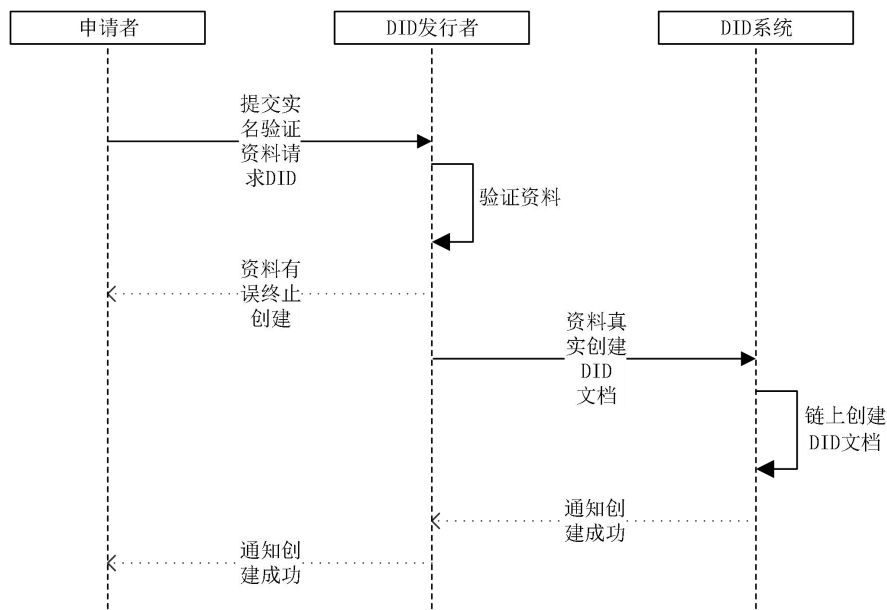 申请者
DID发行者
DID系统
提交实
名验证
资料请
求DID
验证资料
资料有
误终止
创建
资料真
实创建
DID
文档
链上创建
DID文档
通知创
建成功
通知创
建成功